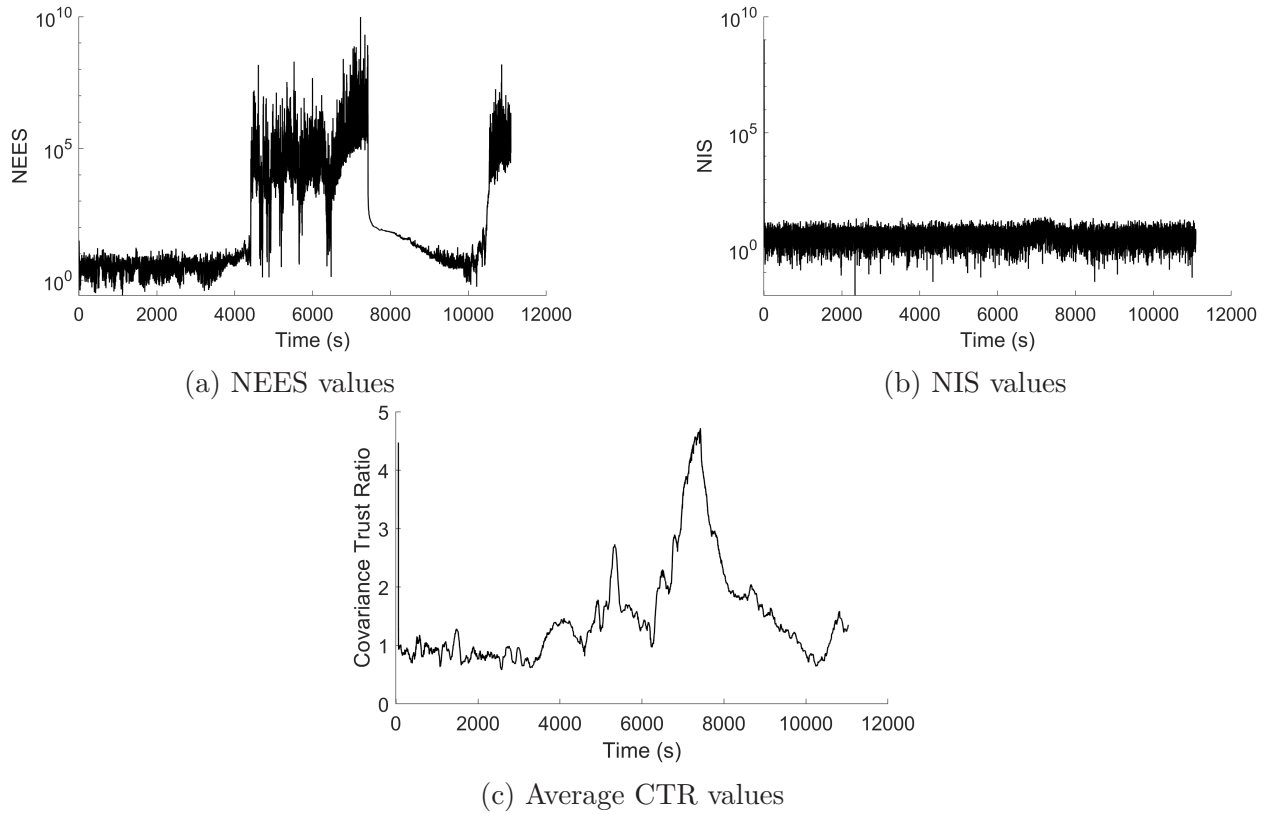 10^10
10^5
10^0
NEES
0 2000 4000 6000 8000 10000 12000
Time (s)
(a) NEES values
10^10
10^5
10^0
NIS
0 2000 4000 6000 8000 10000 12000
Time (s)
(b) NIS values
5
4
3
2
1
0
Covariance Trust Ratio
0 2000 4000 6000 8000 10000 12000
Time (s)
(c) Average CTR values